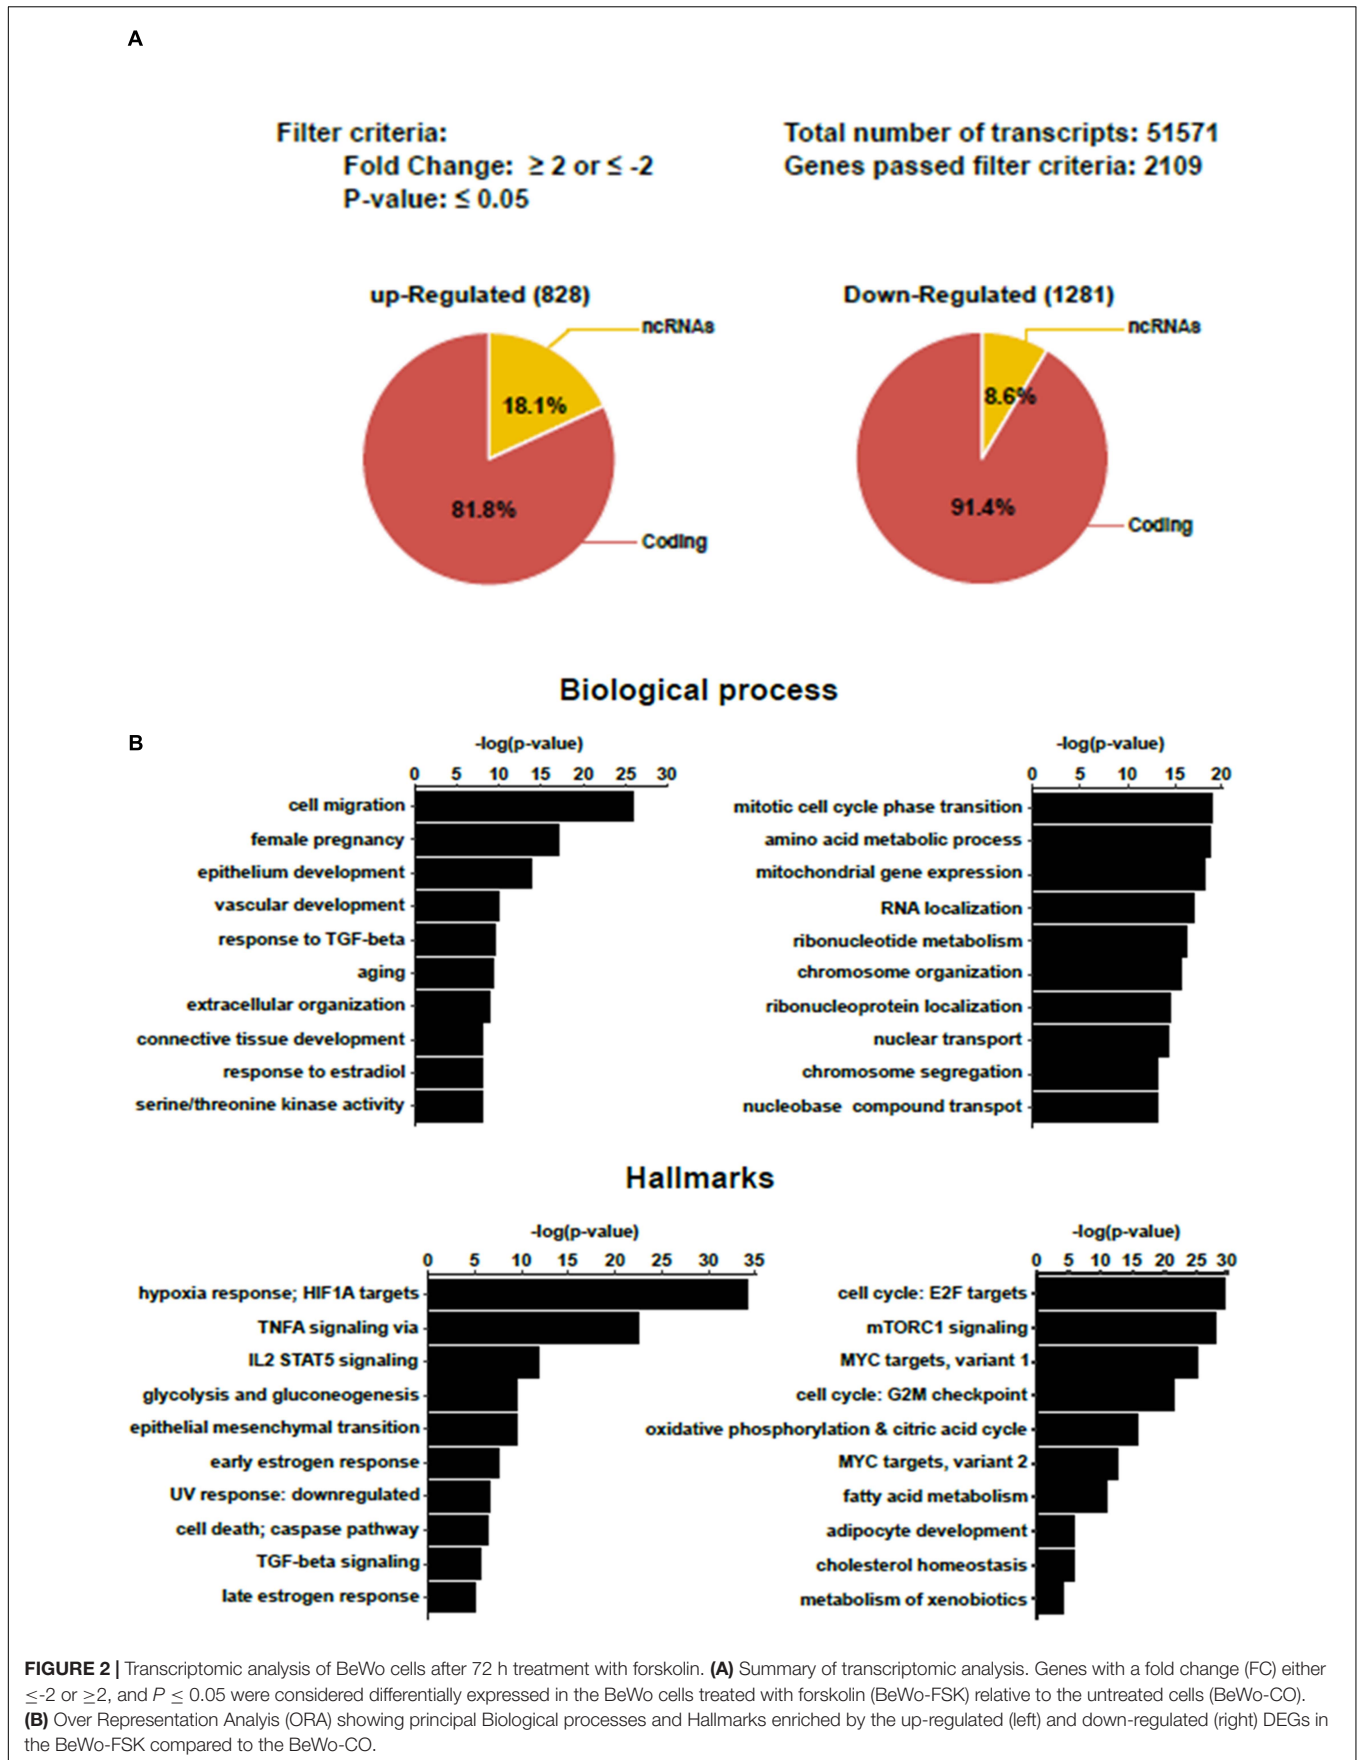 A
Filter criteria:
Fold Change: ≥ 2 or ≤ -2
P-value: ≤ 0.05
Total number of transcripts: 51571
Genes passed filter criteria: 2109
up-Regulated (828)
ncRNAs
18.1%
81.8%
Coding
Down-Regulated (1281)
ncRNAs
8.6%
91.4%
Coding
Biological process
B
-log(p-value)
0 5 10 15 20 25 30
cell migration
female pregnancy
epithelium development
vascular development
response to TGF-beta
aging
extracellular organization
connective tissue development
response to estradiol
serine/threonine kinase activity
-log(p-value)
0 5 10 15 20
mitotic cell cycle phase transition
amino acid metabolic process
mitochondrial gene expression
RNA localization
ribonucleotide metabolism
chromosome organization
ribonucleoprotein localization
nuclear transport
chromosome segregation
nucleobase compound transpot
Hallmarks
-log(p-value)
0 5 10 15 20 25 30 35
hypoxia response; HIF1A targets
TNFA signaling via
IL2 STAT5 signaling
glycolysis and gluconeogenesis
epithelial mesenchymal transition
early estrogen response
UV response: downregulated
cell death; caspase pathway
TGF-beta signaling
late estrogen response
-log(p-value)
0 5 10 15 20 25 30
cell cycle: E2F targets
mTORC1 signaling
MYC targets, variant 1
cell cycle: G2M checkpoint
oxidative phosphorylation & citric acid cycle
MYC targets, variant 2
fatty acid metabolism
adipocyte development
cholesterol homeostasis
metabolism of xenobiotics
FIGURE 2 | Transcriptomic analysis of BeWo cells after 72 h treatment with forskolin. (A) Summary of transcriptomic analysis. Genes with a fold change (FC) either
≤-2 or ≥2, and P ≤ 0.05 were considered differentially expressed in the BeWo cells treated with forskolin (BeWo-FSK) relative to the untreated cells (BeWo-CO).
(B) Over Representation Analyis (ORA) showing principal Biological processes and Hallmarks enriched by the up-regulated (left) and down-regulated (right) DEGs in
the BeWo-FSK compared to the BeWo-CO.